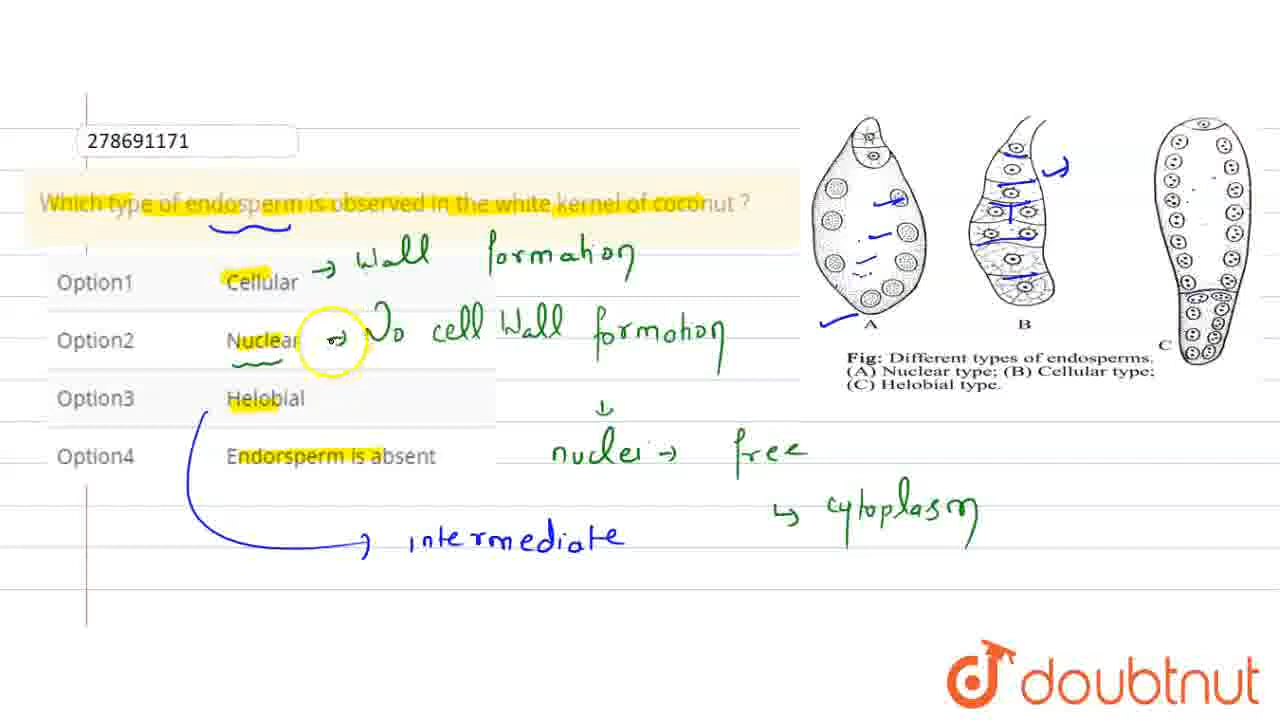 278691171
Which type of endosperm is observed in the white kernel of coconut ?
Option1 Cellular → Wall formation
Option2 Nuclear → No cell Wall formation
Option3 Helobial
Option4 Endorsperm is absent
nuclei → free
↳ cytoplasm
intermediate
A
B
C
Fig: Different types of endosperms.
(A) Nuclear type; (B) Cellular type;
(C) Helobial type.
doubtnut